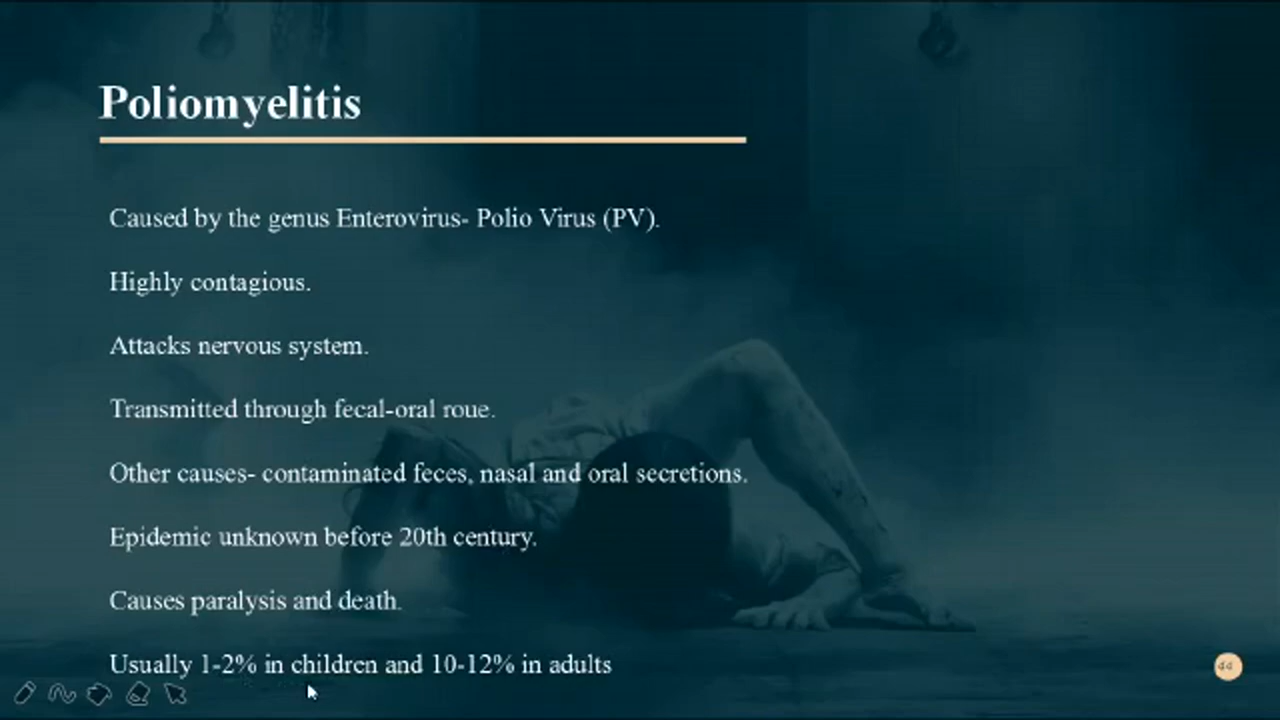 Poliomyelitis
Caused by the genus Enterovirus- Polio Virus (PV).
Highly contagious.
Attacks nervous system.
Transmitted through fecal-oral roue.
Other causes- contaminated feces, nasal and oral secretions.
Epidemic unknown before 20th century.
Causes paralysis and death.
Usually 1-2% in children and 10-12% in adults
44